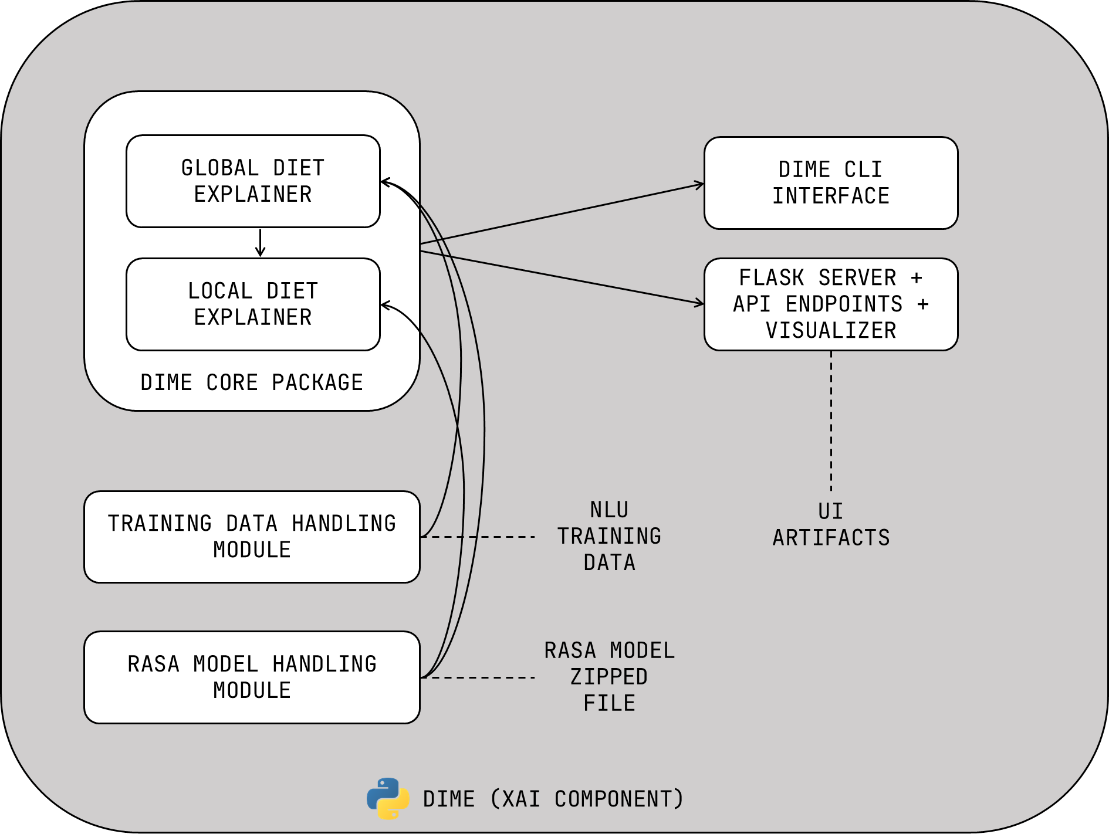 GLOBAL DIET
EXPLAINER
LOCAL DIET
EXPLAINER
DIME CORE PACKAGE
DIME CLI
INTERFACE
FLASK SERVER +
API ENDPOINTS +
VISUALIZER
TRAINING DATA HANDLING
MODULE
NLU
TRAINING
DATA
UI
ARTIFACTS
RASA MODEL HANDLING
MODULE
RASA MODEL
ZIPPED
FILE
DIME (XAI COMPONENT)